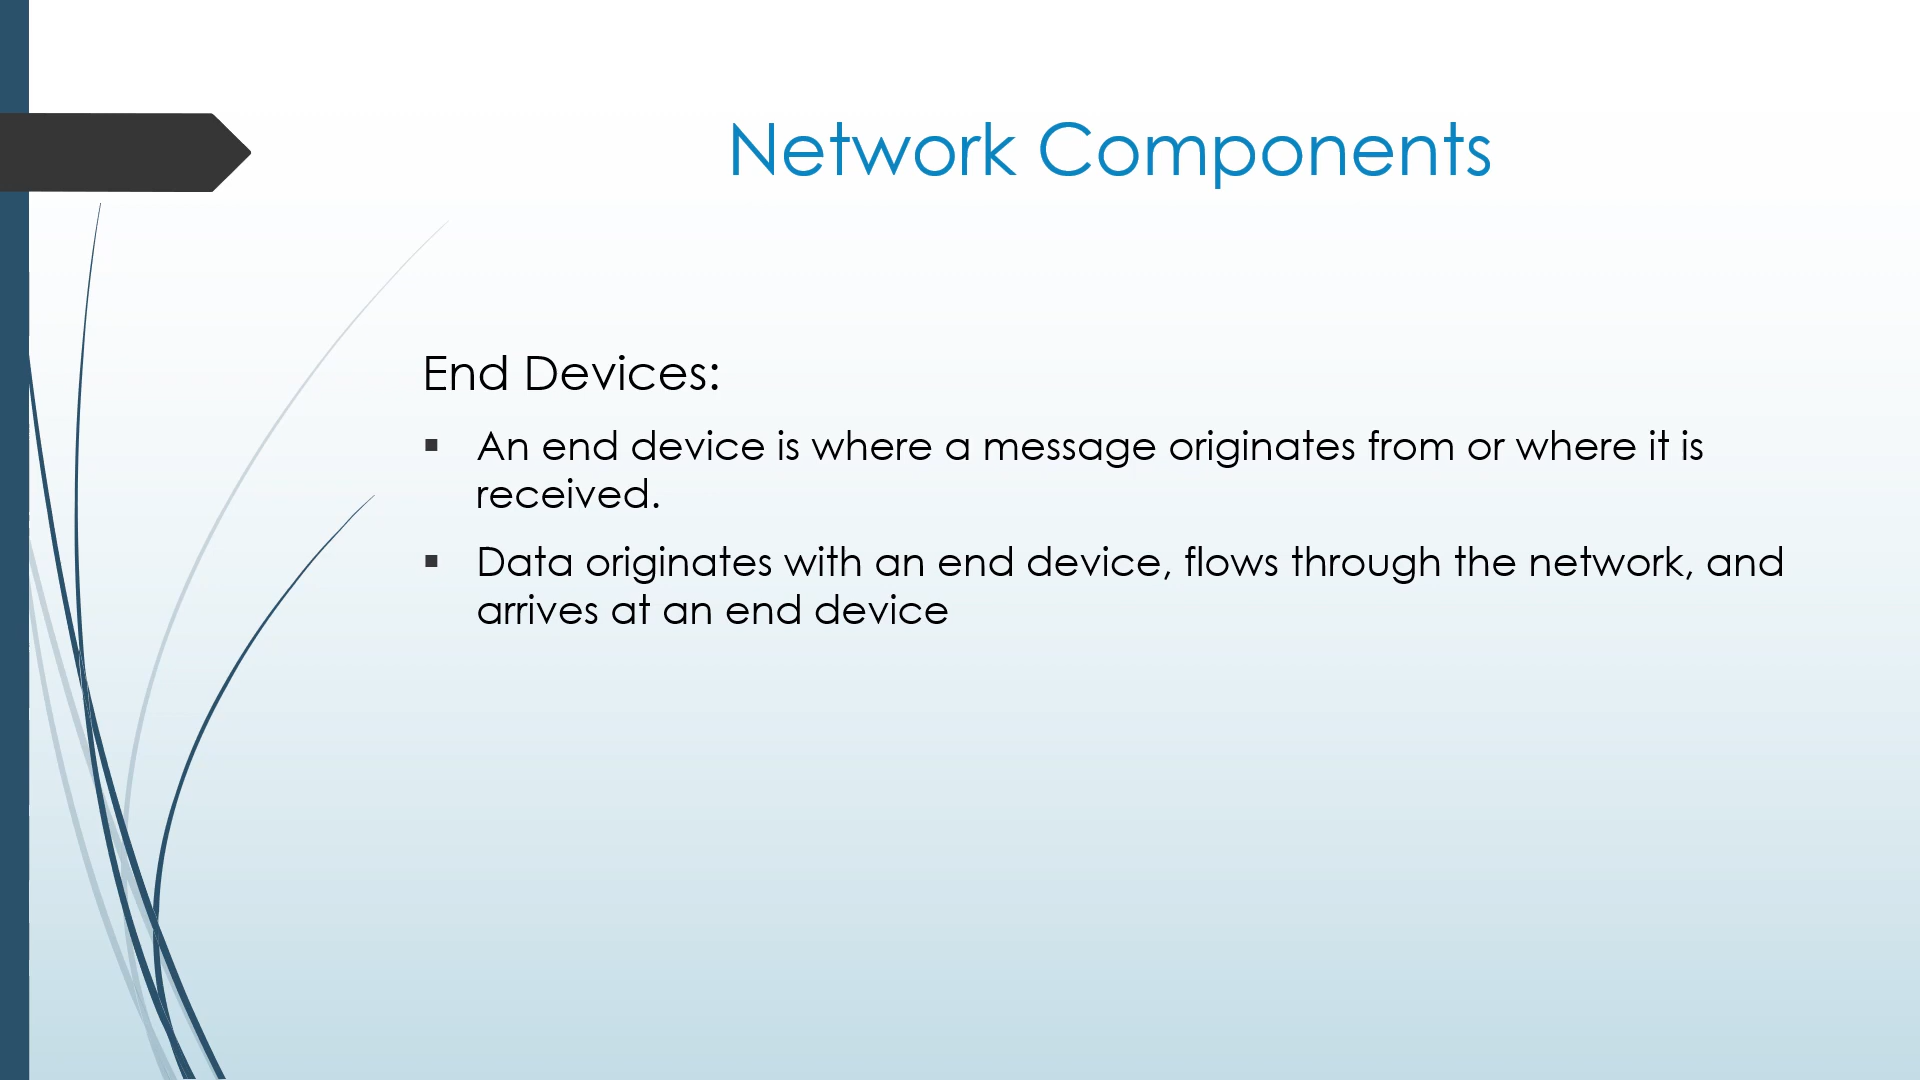 Network Components
End Devices:
▪ An end device is where a message originates from or where it is
received.
▪ Data originates with an end device, flows through the network, and
arrives at an end device